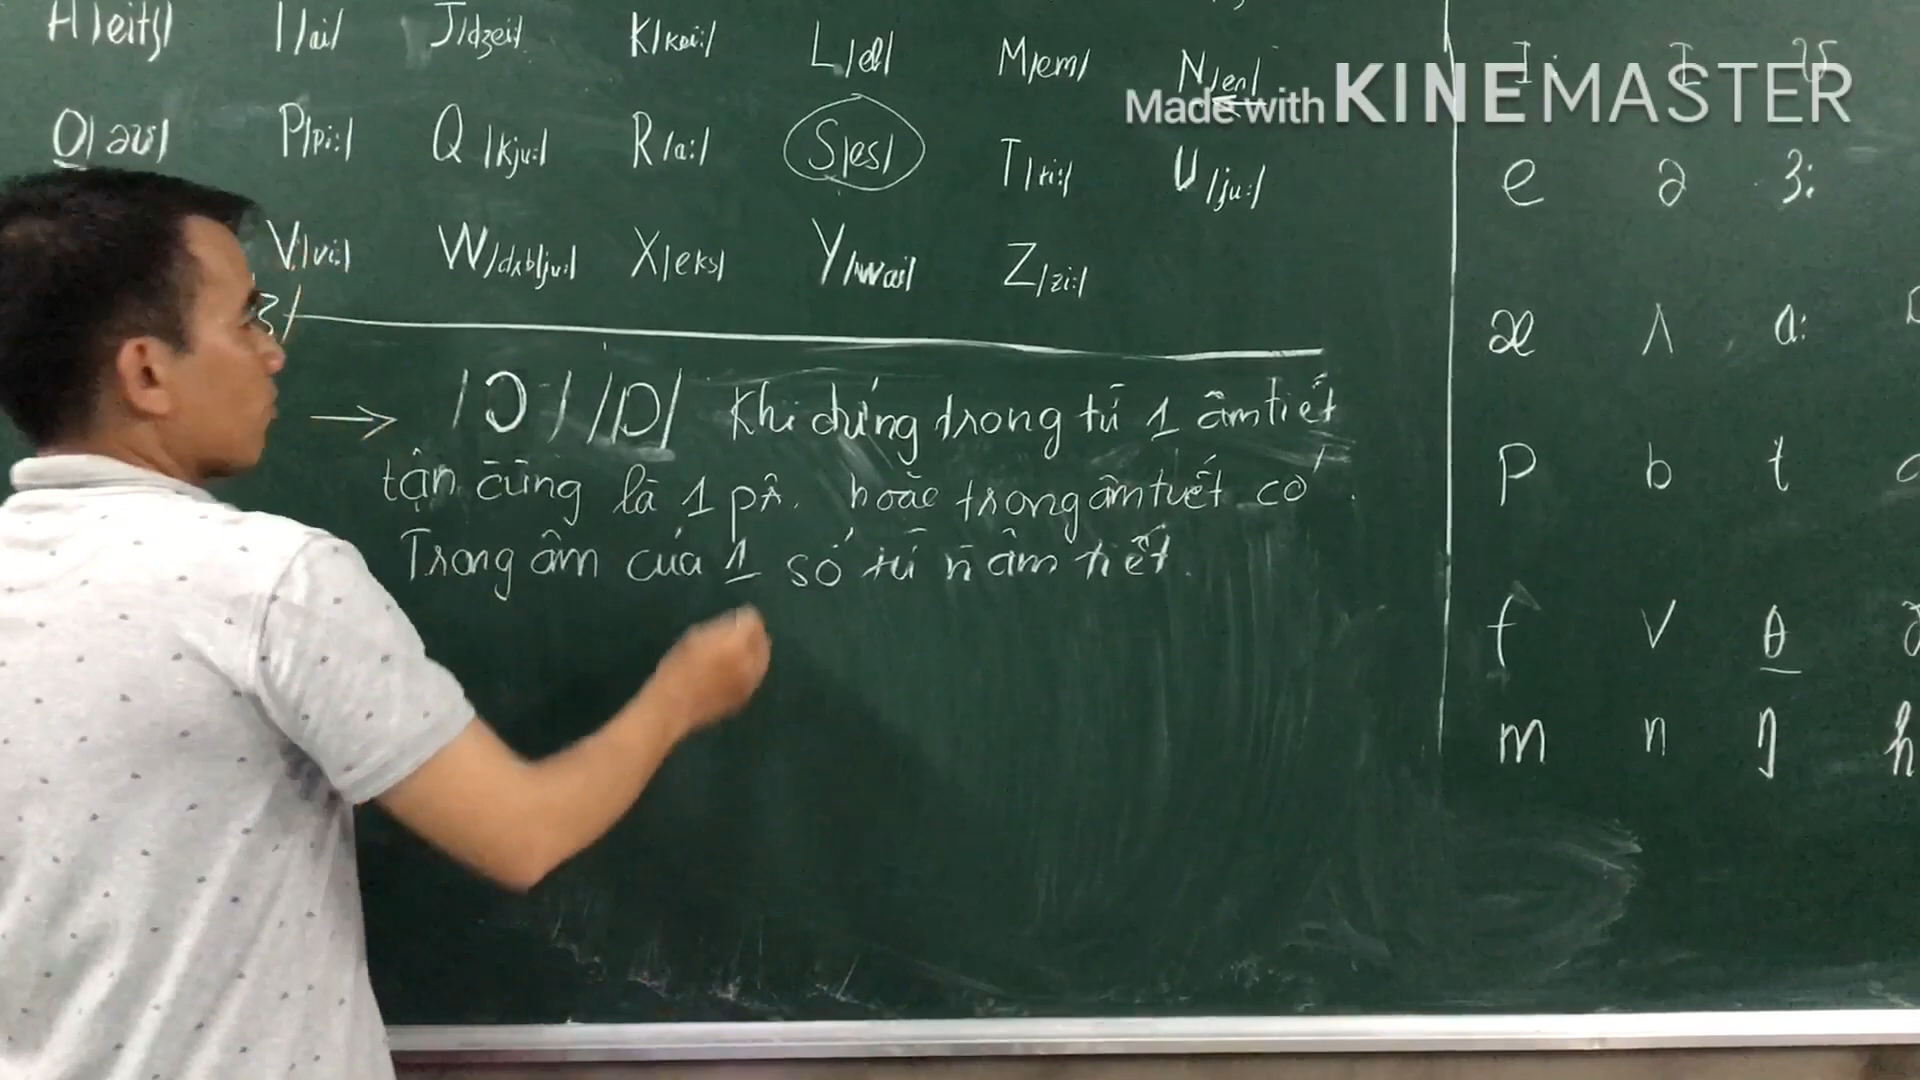 H/eitʃ/ I/ai/ J/dʒei/ K/kei:/ L/el/ M/em/ N/en/
O/əʊ/ P/pi:/ Q/kju:/ R/a:/ S/es/ T/ti:/ U/ju:/
V/vi:/ W/dʌblju:/ X/eks/ Y/wai/ Z/zi:/
→ /ɔ/ /ɒ/ Khi đứng trong từ 1 âm tiết
tận cùng là 1 pÂ. hoặc trong âm tiết có
Trọng âm của 1 số từ n̄ âm tiết.
I: I ʊ
e ə 3:
æ ʌ a:
p b t
f v θ
m n ŋ h
Made with KINEMASTER